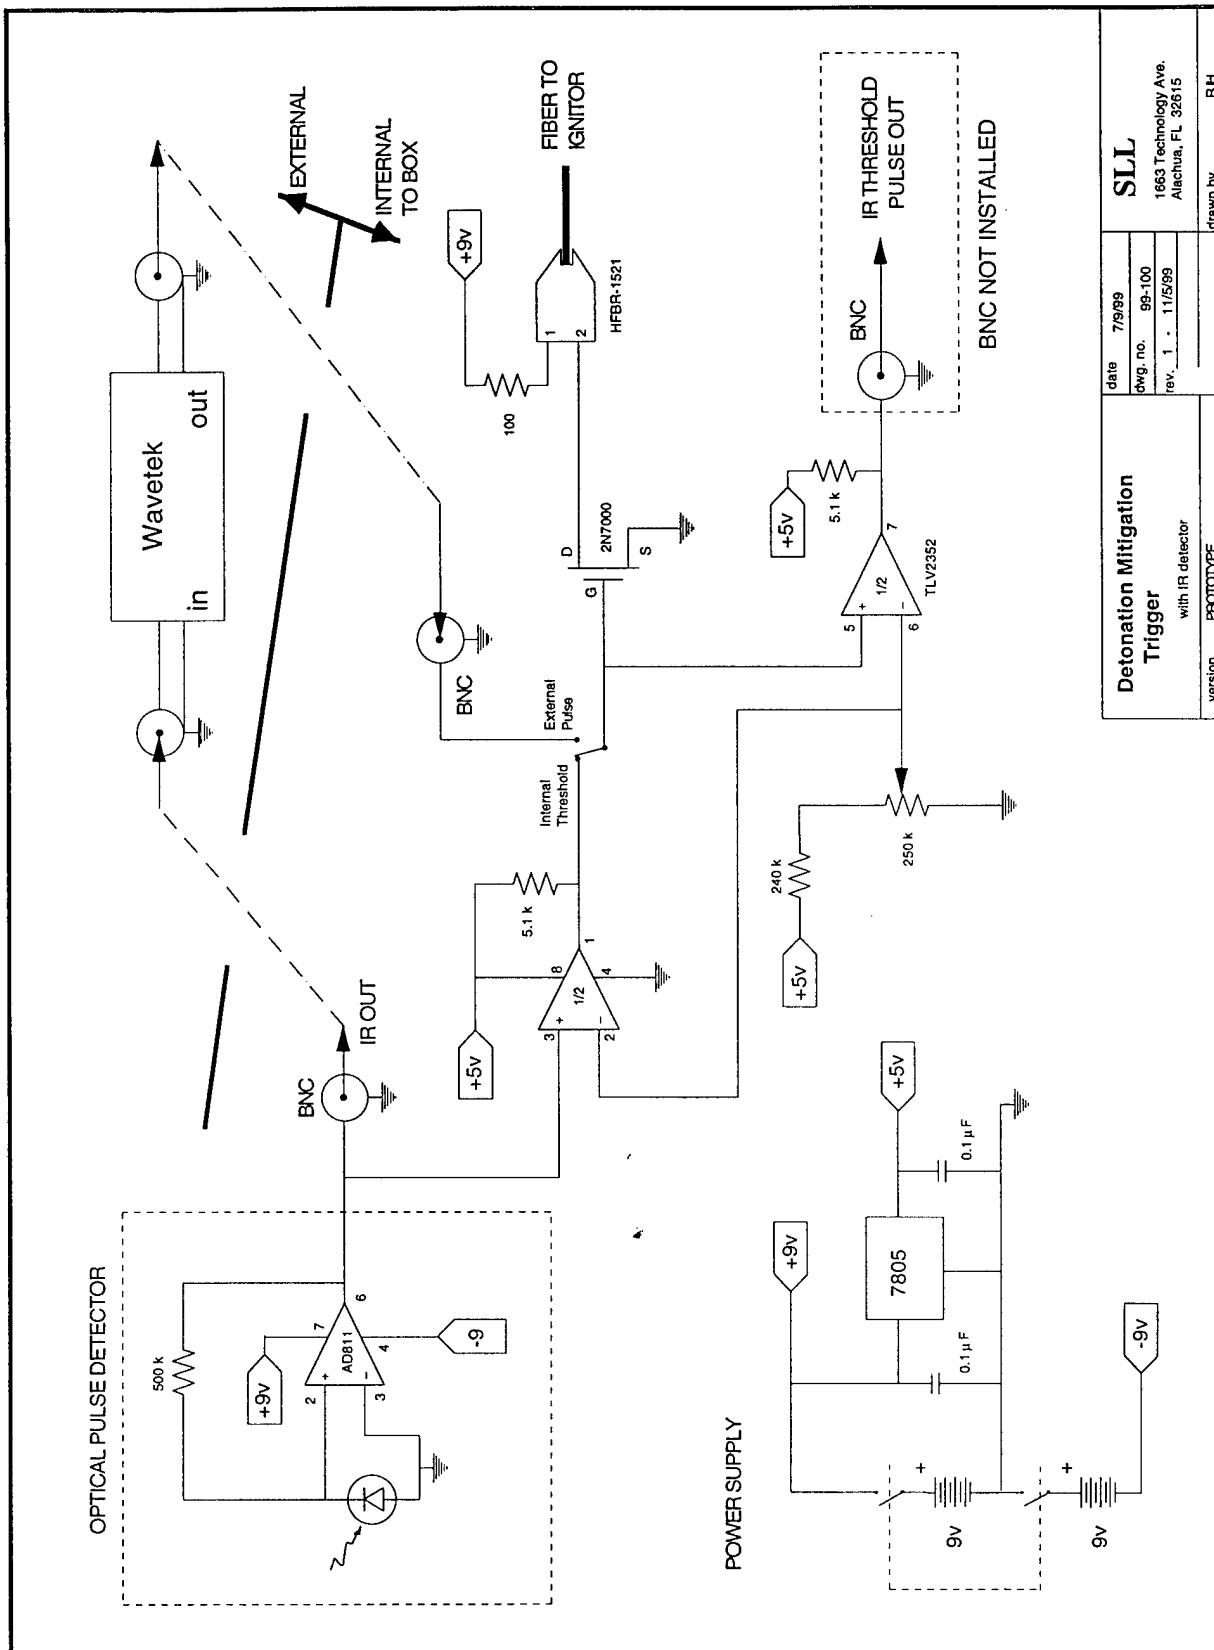 OPTICAL PULSE DETECTOR
500 k
+9v
2
+
7
AD811
6
3
–
4
-9
BNC
IR OUT
Wavetek
in
out
EXTERNAL
INTERNAL
TO BOX
+5v
3
+
8
1/2
1
2
–
4
5.1 k
Internal
Threshold
External
Pulse
BNC
G
D
S
2N7000
100
+9v
1
2
HFBR-1521
FIBER TO
IGNITOR
POWER SUPPLY
9v
+
9v
+
+9v
7805
0.1 µF
0.1 µF
+5v
-9v
+5v
240 k
250 k
5
+
1/2
7
6
–
TLV2352
+5v
5.1 k
BNC
IR THRESHOLD
PULSE OUT
BNC NOT INSTALLED
Detonation Mitigation
Trigger
with IR detector
version PROTOTYPE
date 7/9/99
dwg. no. 99-100
rev. 1 - 11/5/99
SLL
1663 Technology Ave.
Alachua, FL 32615
drawn by R.H.